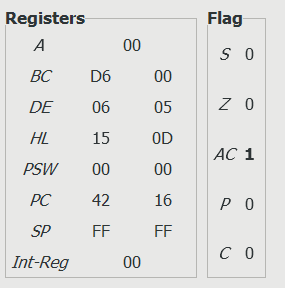 Registers
A 00
BC D6 00
DE 06 05
HL 15 0D
PSW 00 00
PC 42 16
SP FF FF
Int-Reg 00
Flag
S 0
Z 0
AC 1
P 0
C 0